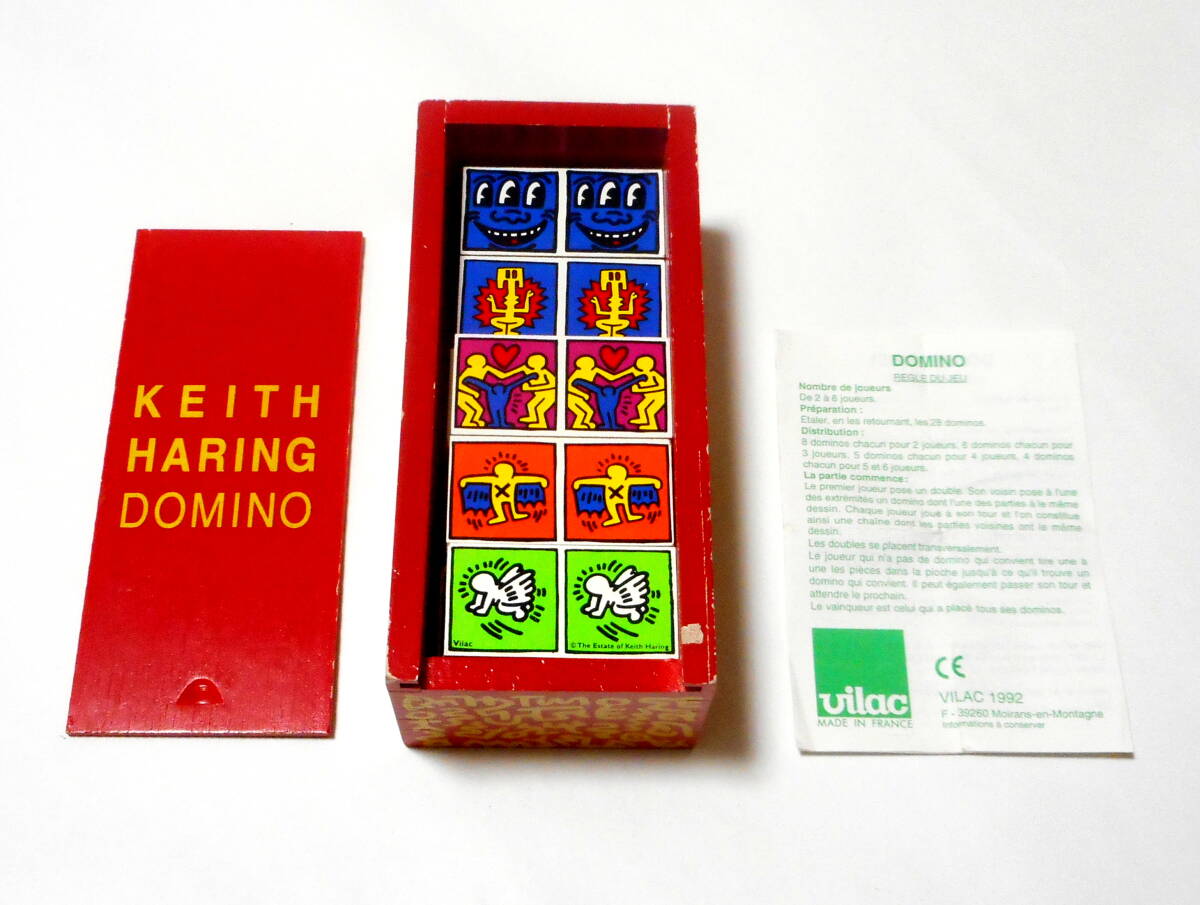 KEITH
HARING
DOMINO
Vilac
© The Estate of Keith Haring
DOMINO
REGLE DU JEU
Nombre de joueurs
De 2 à 6 joueurs.
Préparation :
Etaler, en les retournant, les 28 dominos.
Distribution :
8 dominos chacun pour 2 joueurs, 6 dominos chacun pour
3 joueurs, 5 dominos chacun pour 4 joueurs, 4 dominos
chacun pour 5 et 6 joueurs.
La partie commence :
Le premier joueur pose un double. Son voisin pose à l'une
des extrémités un domino dont l'une des parties à le même
dessin. Chaque joueur joue à son tour et l'on constitue
ainsi une chaîne dont les parties voisines ont le même
dessin.
Les doubles se placent transversalement.
Le joueur qui n'a pas de domino qui convient tire une à
une les pièces dans la pioche jusqu'à ce qu'il trouve un
domino qui convient. Il peut également passer son tour et
attendre le prochain.
Le vainqueur est celui qui a placé tous ses dominos.
vilac
MADE IN FRANCE
CE
VILAC 1992
F - 39260 Moirans-en-Montagne
Informations à conserver